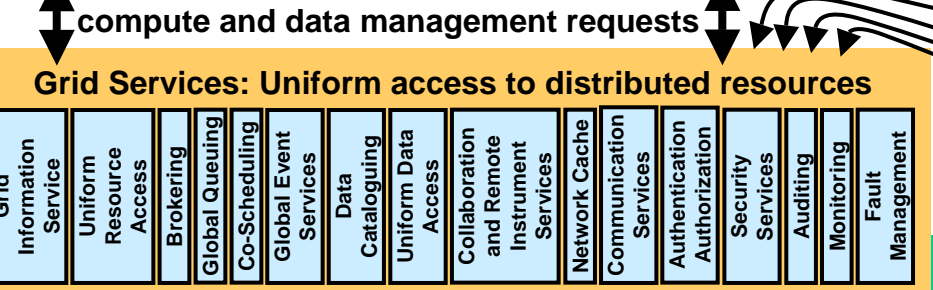 compute and data management requests
Grid Services: Uniform access to distributed resources
Grid
Information
Service
Uniform
Resource
Access
Brokering
Global Queuing
Co-Scheduling
Global Event
Services
Data
Cataloguing
Uniform Data
Access
Collaboration
and Remote
Instrument
Services
Network Cache
Communication
Services
Authentication
Authorization
Security
Services
Auditing
Monitoring
Fault
Management